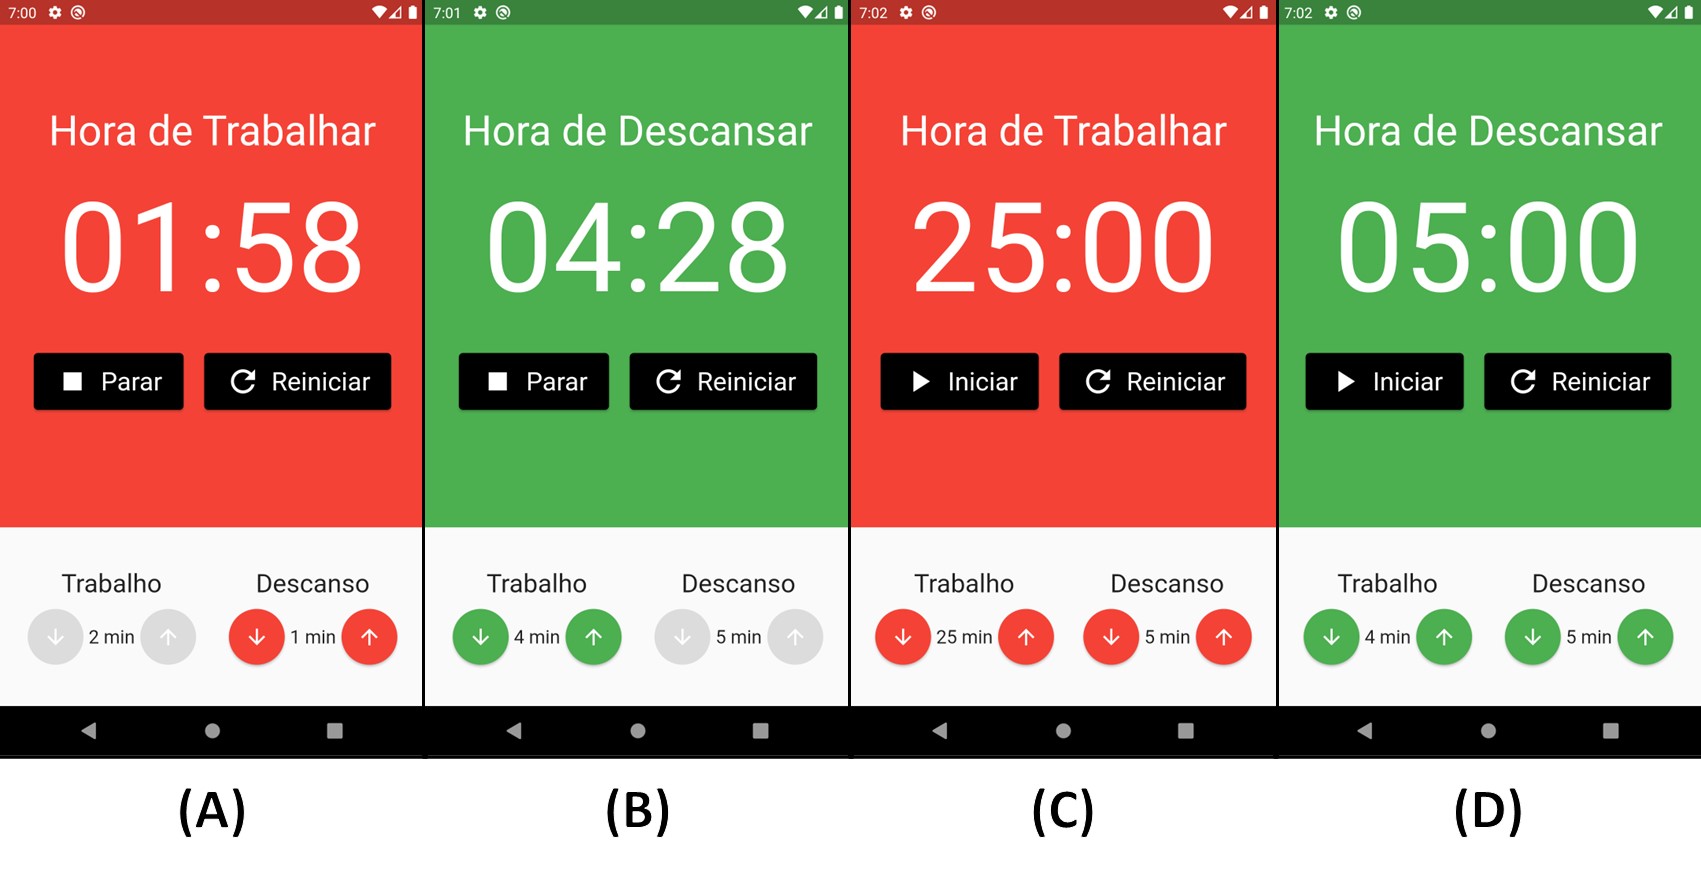 7:00
Hora de Trabalhar
01:58
Parar
Reiniciar
Trabalho
Descanso
2 min
1 min
(A)
7:01
Hora de Descansar
04:28
Parar
Reiniciar
Trabalho
Descanso
4 min
5 min
(B)
7:02
Hora de Trabalhar
25:00
Iniciar
Reiniciar
Trabalho
Descanso
25 min
5 min
(C)
7:02
Hora de Descansar
05:00
Iniciar
Reiniciar
Trabalho
Descanso
4 min
5 min
(D)